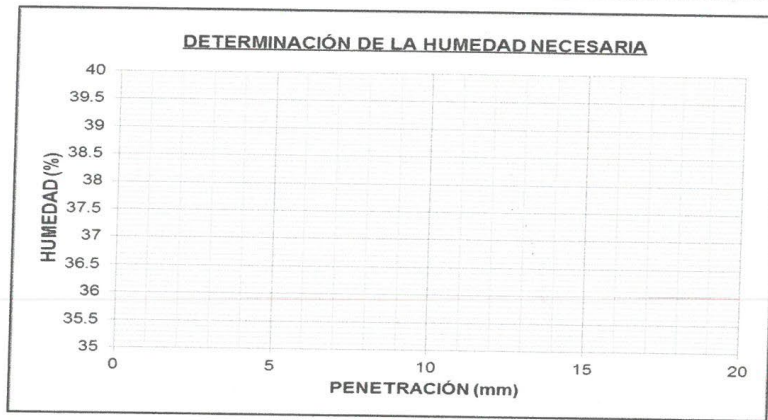 DETERMINACIÓN DE LA HUMEDAD NECESARIA
40
39.5
39
38.5
38
37.5
37
36.5
36
35.5
35
HUMEDAD (%)
0 5 10 15 20
PENETRACIÓN (mm)